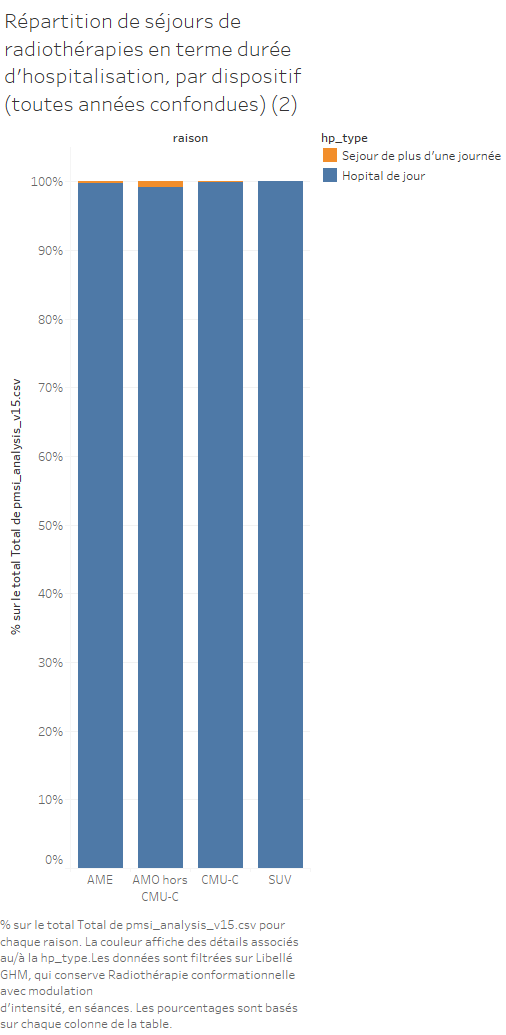 Répartition de séjours de
radiothérapies en terme durée
d’hospitalisation, par dispositif
(toutes années confondues) (2)
raison
hp_type
Sejour de plus d’une journée
Hopital de jour
% sur le total Total de pmsi_analysis_v15.csv
100%
90%
80%
70%
60%
50%
40%
30%
20%
10%
0%
AME
AMO hors
CMU-C
CMU-C
SUV
% sur le total Total de pmsi_analysis_v15.csv pour
chaque raison. La couleur affiche des détails associés
au/à la hp_type.Les données sont filtrées sur Libellé
GHM, qui conserve Radiothérapie conformationnelle
avec modulation
d’intensité, en séances. Les pourcentages sont basés
sur chaque colonne de la table.